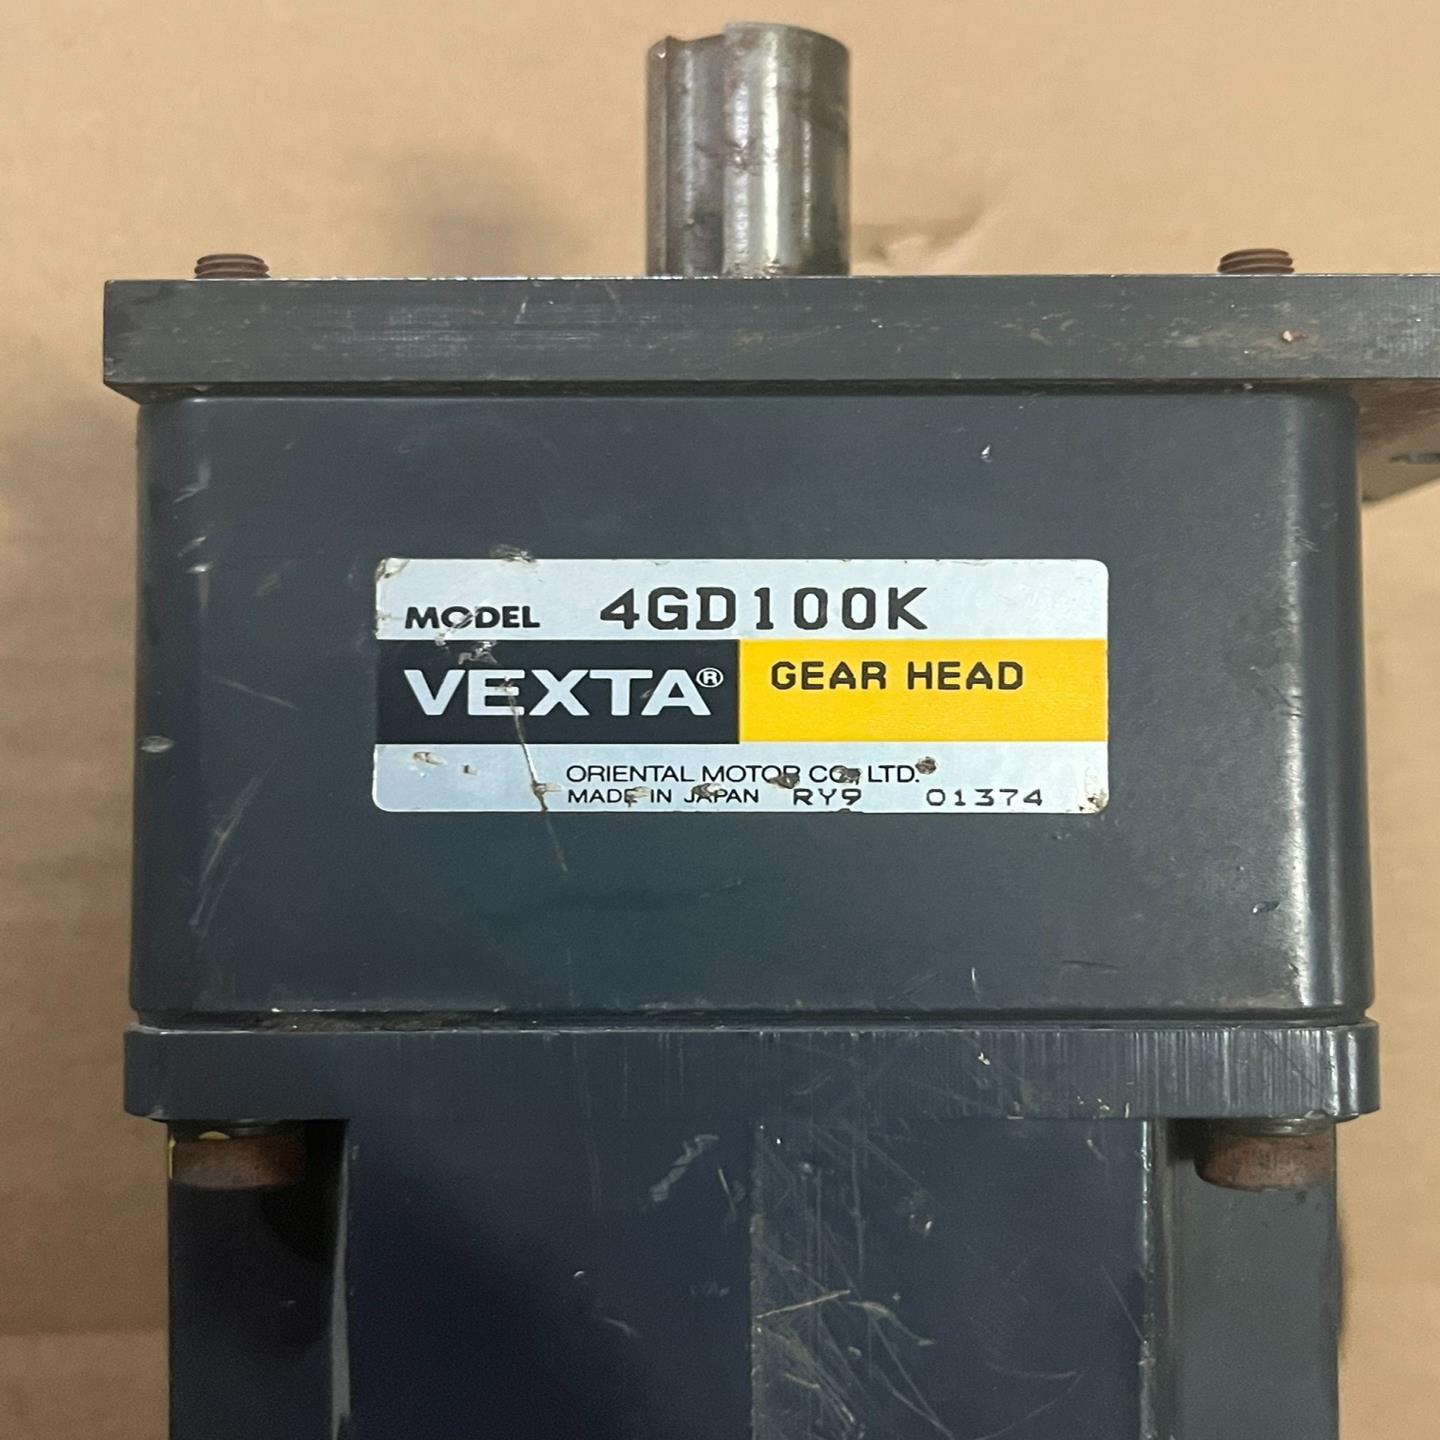 MODEL 4GD100K
VEXTA®
GEAR HEAD
ORIENTAL MOTOR CO., LTD.
MADE IN JAPAN RY9 01374